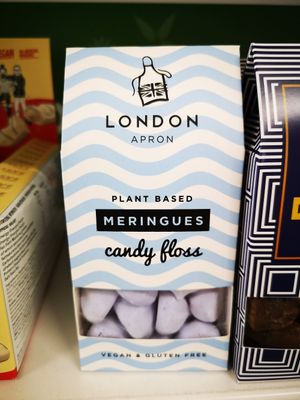 LONDON
APRON
PLANT BASED
MERINGUES
candy floss
VEGAN & GLUTEN FREE